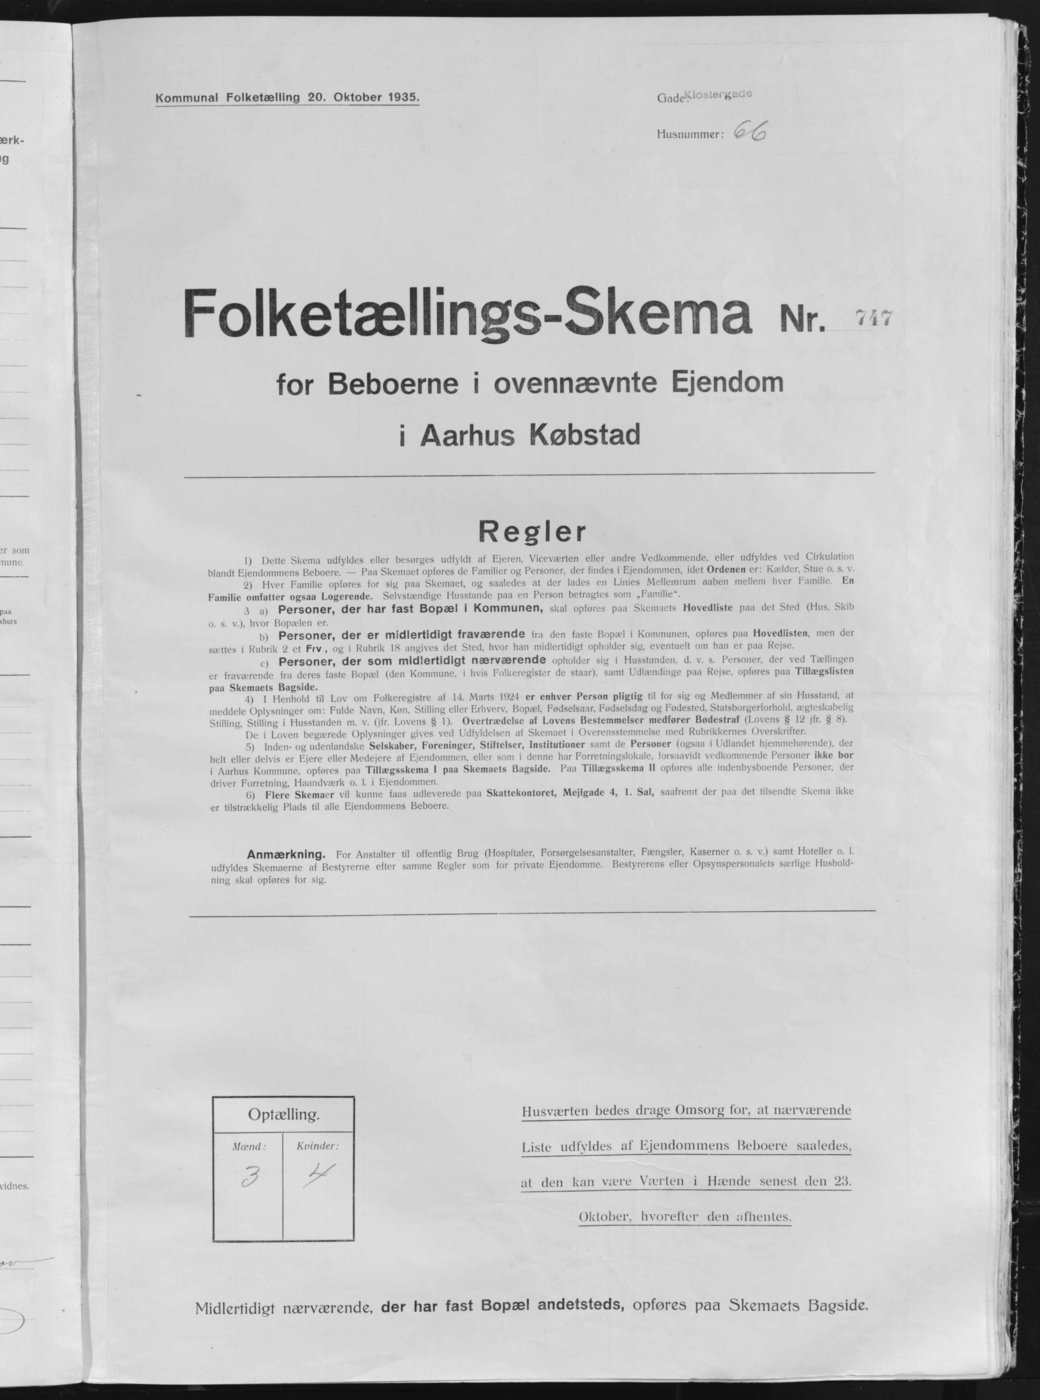 Kommunal Folketælling 20. Oktober 1935.
Gade: Klostergade
Husnummer: 66
Folketællings-Skema Nr. 747
for Beboerne i ovennævnte Ejendom
i Aarhus Købstad
Regler
1) Dette Skema udfyldes eller besørges udfyldt af Ejeren, Viceværten eller andre Vedkommende, eller udfyldes ved Cirkulation
blandt Ejendommens Beboere. — Paa Skemaet opføres de Familier og Personer, der findes i Ejendommen, idet Ordenen er: Kælder, Stue o. s. v.
2) Hver Familie opføres for sig paa Skemaet, og saaledes at der lades en Linies Mellemrum aaben mellem hver Familie. En
Familie omfatter ogsaa Logerende. Selvstændige Husstande paa en Person betragtes som „Familie“.
3 a) Personer, der har fast Bopæl i Kommunen, skal opføres paa Skemaets Hovedliste paa det Sted (Hus, Skib
o. s. v.), hvor Bopælen er.
b) Personer, der er midlertidigt fraværende fra den faste Bopæl i Kommunen, opføres paa Hovedlisten, men der
sættes i Rubrik 2 et Frv., og i Rubrik 18 angives det Sted, hvor han midlertidigt opholder sig, eventuelt om han er paa Rejse.
c) Personer, der som midlertidigt nærværende opholder sig i Husstanden, d. v. s. Personer, der ved Tællingen
er fraværende fra deres faste Bopæl (den Kommune, i hvis Folkeregister de staar), samt Udlændinge paa Rejse, opføres paa Tillægslisten
paa Skemaets Bagside.
4) I Henhold til Lov om Folkeregistre af 14. Marts 1924 er enhver Person pligtig til for sig og Medlemmer af sin Husstand, at
meddele Oplysninger om: Fulde Navn, Køn, Stilling eller Erhverv, Bopæl, Fødselsaar, Fødselsdag og Fødested, Statsborgerforhold, ægteskabelig
Stilling, Stilling i Husstanden m. v. (jfr. Lovens § 1). Overtrædelse af Lovens Bestemmelser medfører Bødestraf (Lovens § 12 jfr. § 8).
De i Loven begærede Oplysninger gives ved Udfyldelsen af Skemaet i Overensstemmelse med Rubrikkernes Overskrifter.
5) Inden- og udenlandske Selskaber, Foreninger, Stiftelser, Institutioner samt de Personer (ogsaa i Udlandet hjemmehørende), der
helt eller delvis er Ejere eller Medejere af Ejendommen, eller som i denne har Forretningslokale, forsaavidt vedkommende Personer ikke bor
i Aarhus Kommune, opføres paa Tillægsskema I paa Skemaets Bagside. Paa Tillægsskema II opføres alle indenbysboende Personer, der
driver Forretning, Haandværk o. l. i Ejendommen.
6) Flere Skemaer vil kunne faas udleverede paa Skattekontoret, Mejlgade 4, 1. Sal, saafremt der paa det tilsendte Skema ikke
er tilstrækkelig Plads til alle Ejendommens Beboere.
Anmærkning. For Anstalter til offentlig Brug (Hospitaler, Forsørgelsesanstalter, Fængsler, Kaserner o. s. v.) samt Hoteller o. l.
udfyldes Skemaerne af Bestyrerne efter samme Regler som for private Ejendomme. Bestyrerens eller Opsynspersonalets særlige Hushold-
ning skal opføres for sig.
Optælling.
Mænd: Kvinder:
3 4
Husværten bedes drage Omsorg for, at nærværende
Liste udfyldes af Ejendommens Beboere saaledes,
at den kan være Værten i Hænde senest den 23.
Oktober, hvorefter den afhentes.
Midlertidigt nærværende, der har fast Bopæl andetsteds, opføres paa Skemaets Bagside.